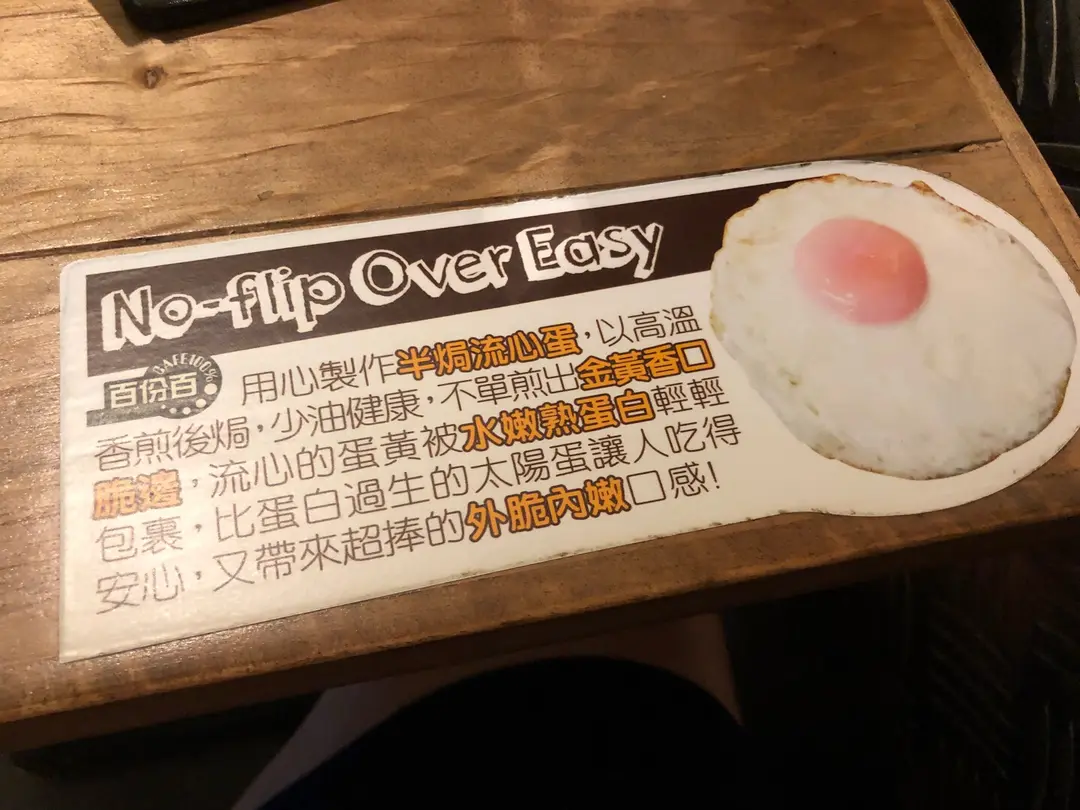 No-flip Over Easy
CAFE100%
百份百
用心製作半焗流心蛋，以高溫
香煎後焗，少油健康，不單煎出金黃香口
脆邊，流心的蛋黃被水嫩熟蛋白輕輕
包裹，比蛋白過生的太陽蛋讓人吃得
安心，又帶來超捧的外脆內嫩口感！